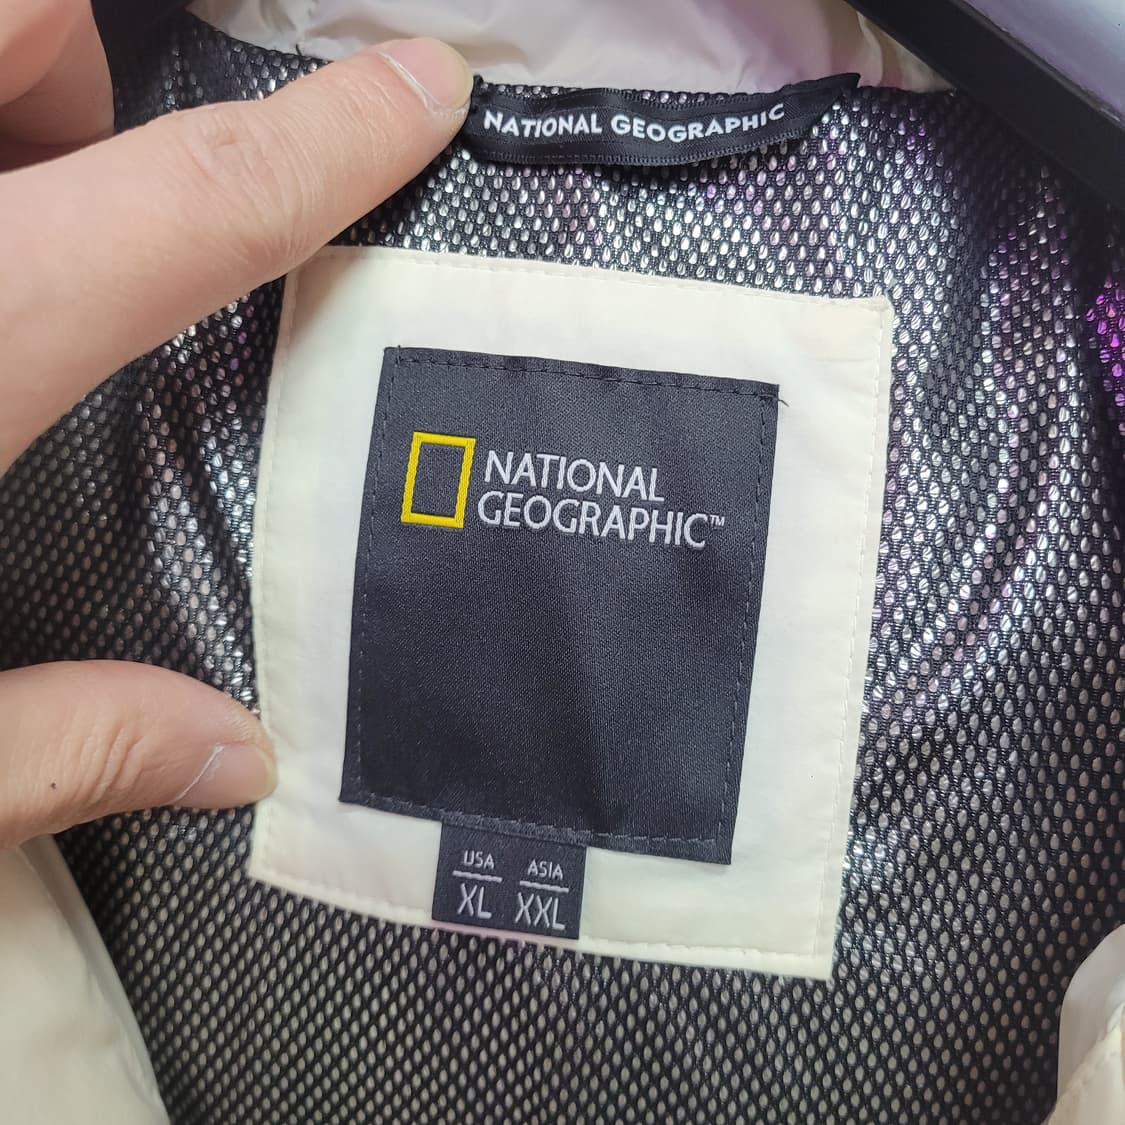 NATIONAL GEOGRAPHIC
NATIONAL
GEOGRAPHIC™
USA ASIA
XL XXL